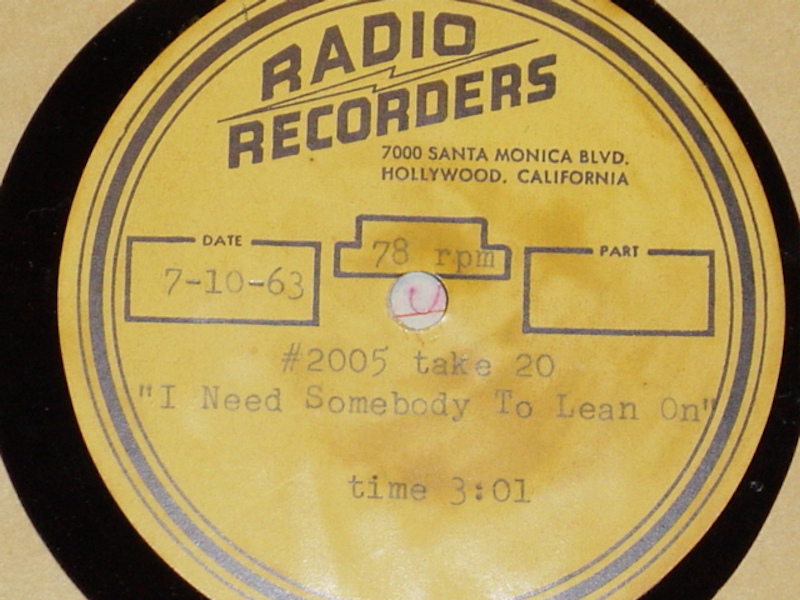 RADIO
RECORDERS
7000 SANTA MONICA BLVD.
HOLLYWOOD, CALIFORNIA
DATE
7-10-63
78 rpm
PART
#2005 take 20
"I Need Somebody To Lean On"
time 3:01